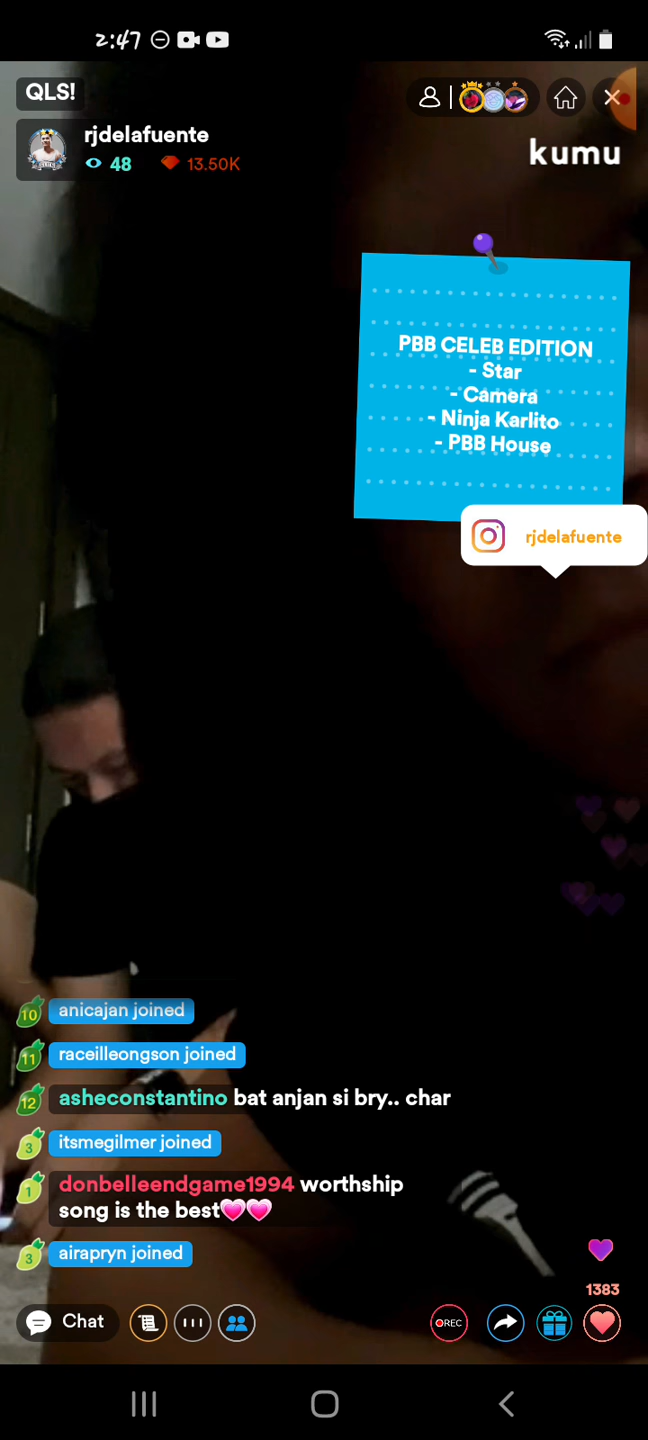 2:47
QLS!
rjdelafuente
48 13.50K
kumu
PBB CELEB EDITION
- Star
- Camera
- Ninja Karlito
- PBB House
rjdelafuente
10 anicajan joined
11 raceilleongson joined
12 asheconstantino bat anjan si bry.. char
3 itsmegilmer joined
1 donbelleendgame1994 worthship
song is the best💗💗
3 airapryn joined
1383
Chat
REC